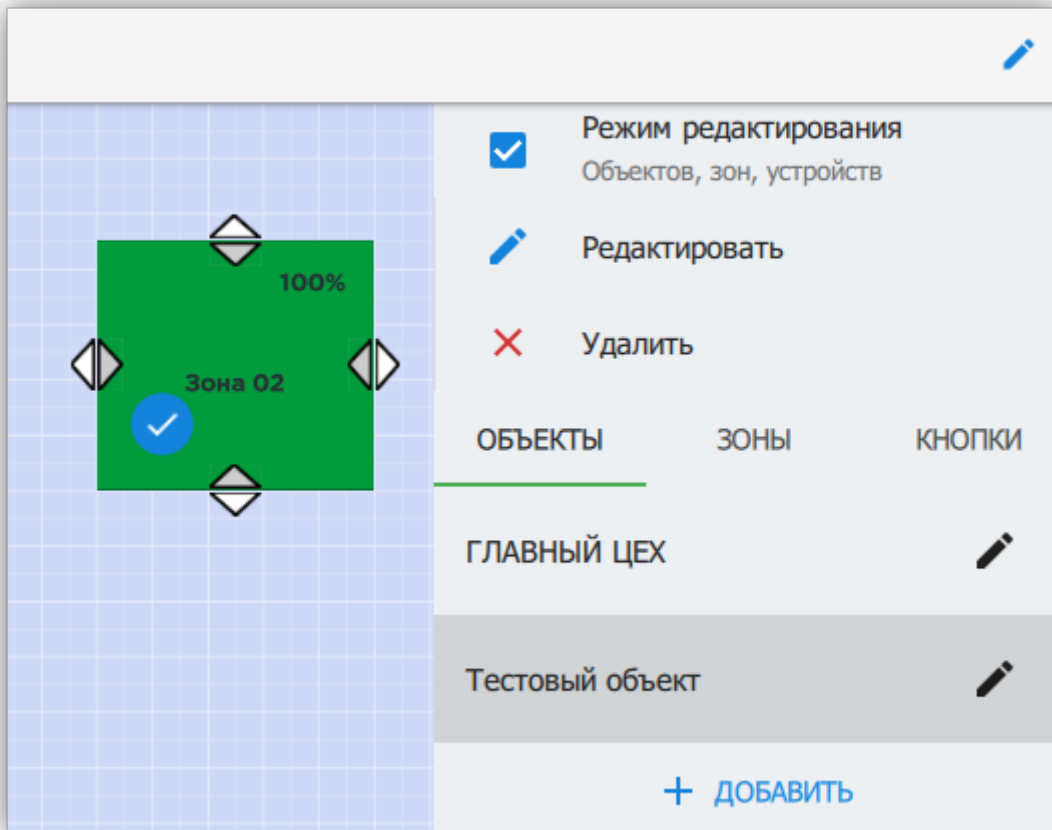 100%
Зона 02
Режим редактирования
Объектов, зон, устройств
Редактировать
Удалить
ОБЪЕКТЫ ЗОНЫ КНОПКИ
ГЛАВНЫЙ ЦЕХ
Тестовый объект
+ ДОБАВИТЬ